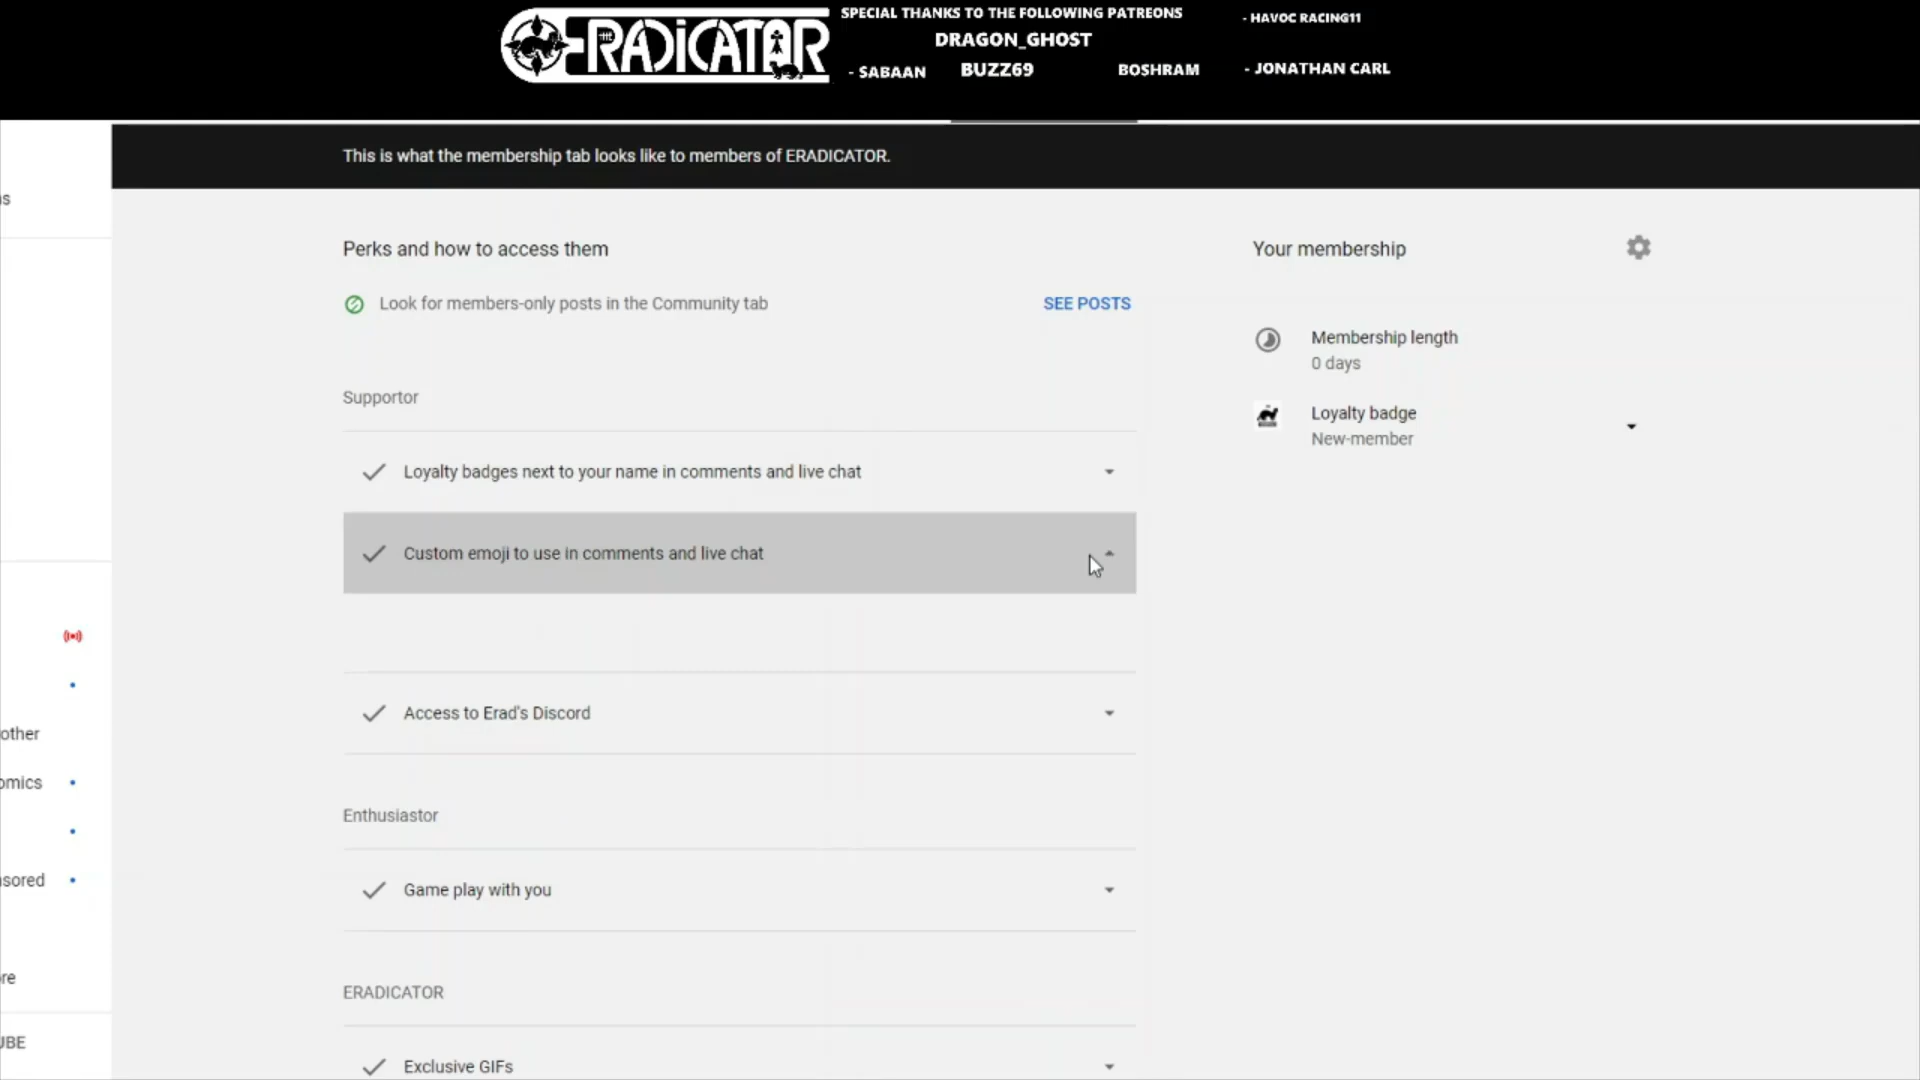 THE ERADICATOR
SPECIAL THANKS TO THE FOLLOWING PATREONS
- HAVOC RACING11
DRAGON_GHOST
- SABAAN
BUZZ69
BOSHRAM
- JONATHAN CARL
This is what the membership tab looks like to members of ERADICATOR.
Perks and how to access them
Look for members-only posts in the Community tab
SEE POSTS
Supportor
Loyalty badges next to your name in comments and live chat
Custom emoji to use in comments and live chat
Access to Erad's Discord
Enthusiastor
Game play with you
ERADICATOR
Exclusive GIFs
Your membership
Membership length
0 days
Loyalty badge
New-member
s
other
omics
sored
re
UBE